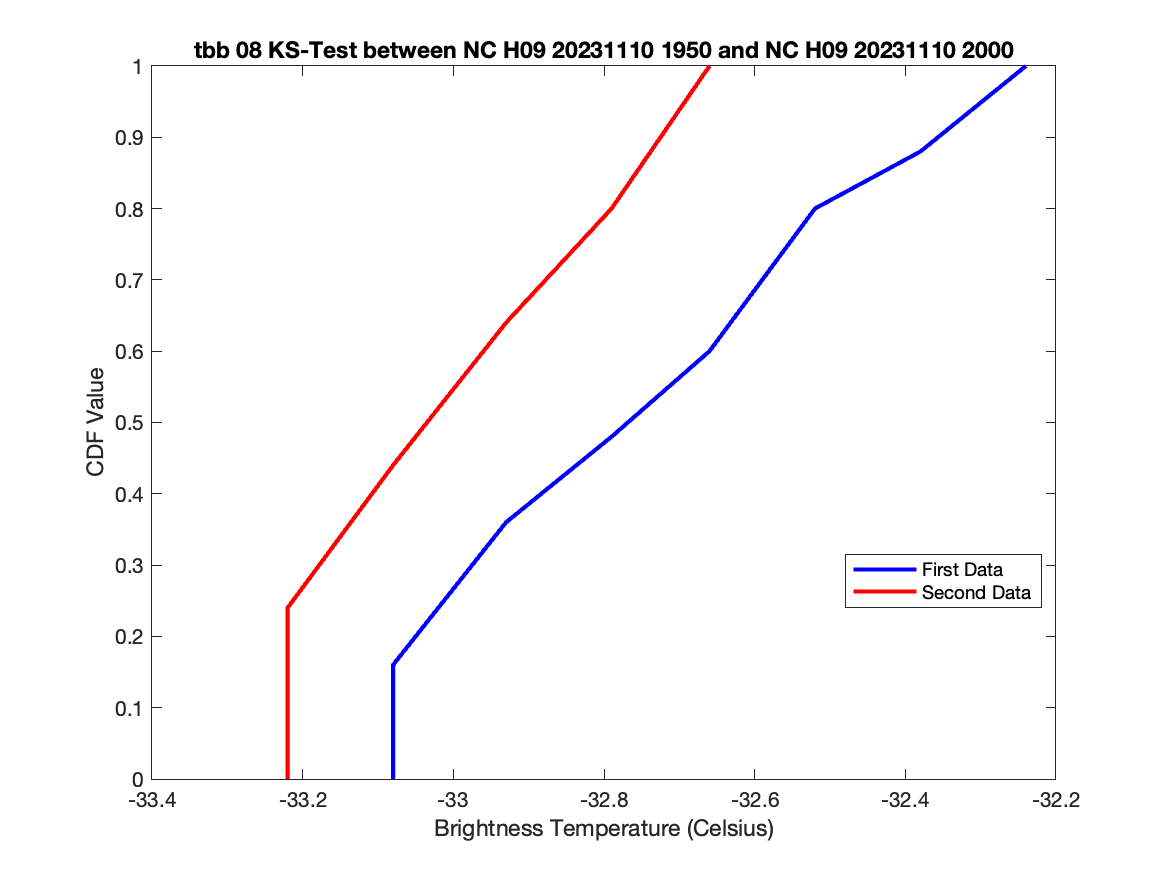 tbb 08 KS-Test between NC H09 20231110 1950 and NC H09 20231110 2000
1
0.9
0.8
0.7
0.6
0.5
0.4
0.3
0.2
0.1
0
CDF Value
First Data
Second Data
-33.4 -33.2 -33 -32.8 -32.6 -32.4 -32.2
Brightness Temperature (Celsius)